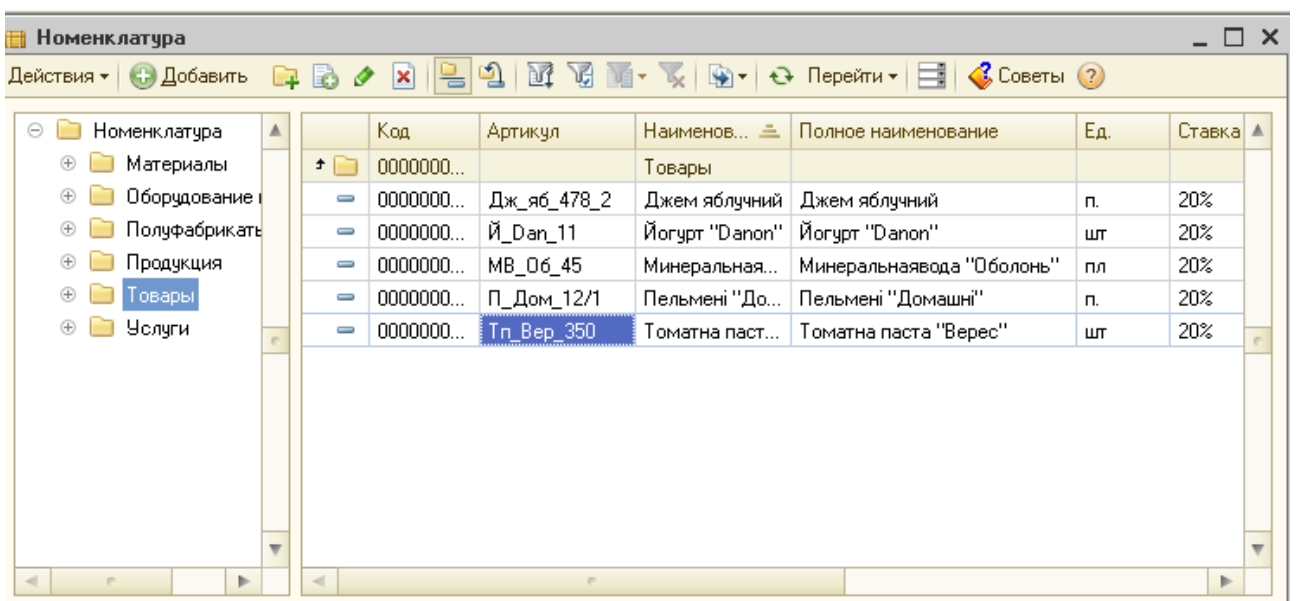 Номенклатура
Действия Добавить Перейти Советы
Номенклатура
Материалы
Оборудование
Полуфабрикать
Продукция
Товары
Услуги
Код Артикул Наименов... Полное наименование Ед. Ставка
0000000... Товары
0000000... Дж_яб_478_2 Джем яблучний Джем яблучний п. 20%
0000000... Й_Dan_11 Йогурт "Danon" Йогурт "Danon" шт 20%
0000000... МВ_Об_45 Минеральная... Минеральнаявода "Оболонь" пл 20%
0000000... П_Дом_12/1 Пельмені "До... Пельмені "Домашні" п. 20%
0000000... Тп_Вер_350 Томатна паст... Томатна паста "Верес" шт 20%